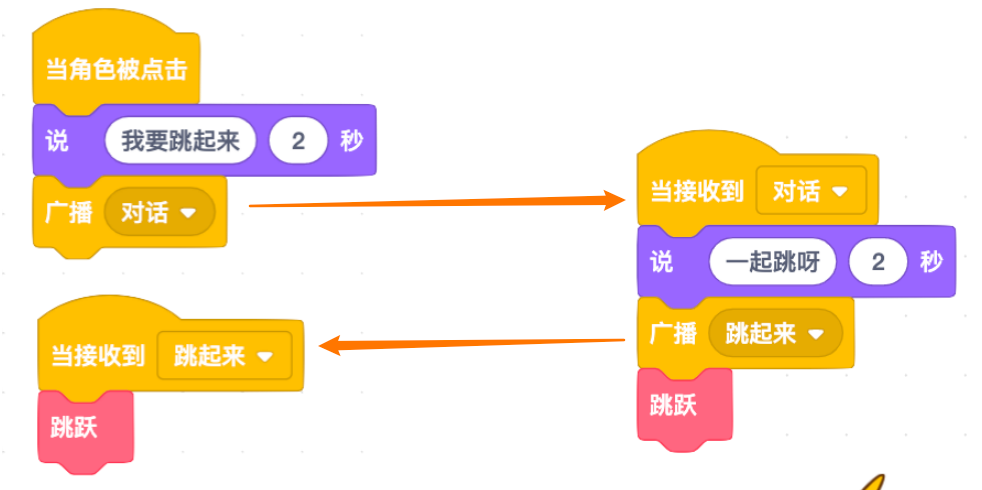 当角色被点击
说 我要跳起来 2 秒
广播 对话
当接收到 跳起来
跳跃
当接收到 对话
说 一起跳呀 2 秒
广播 跳起来
跳跃